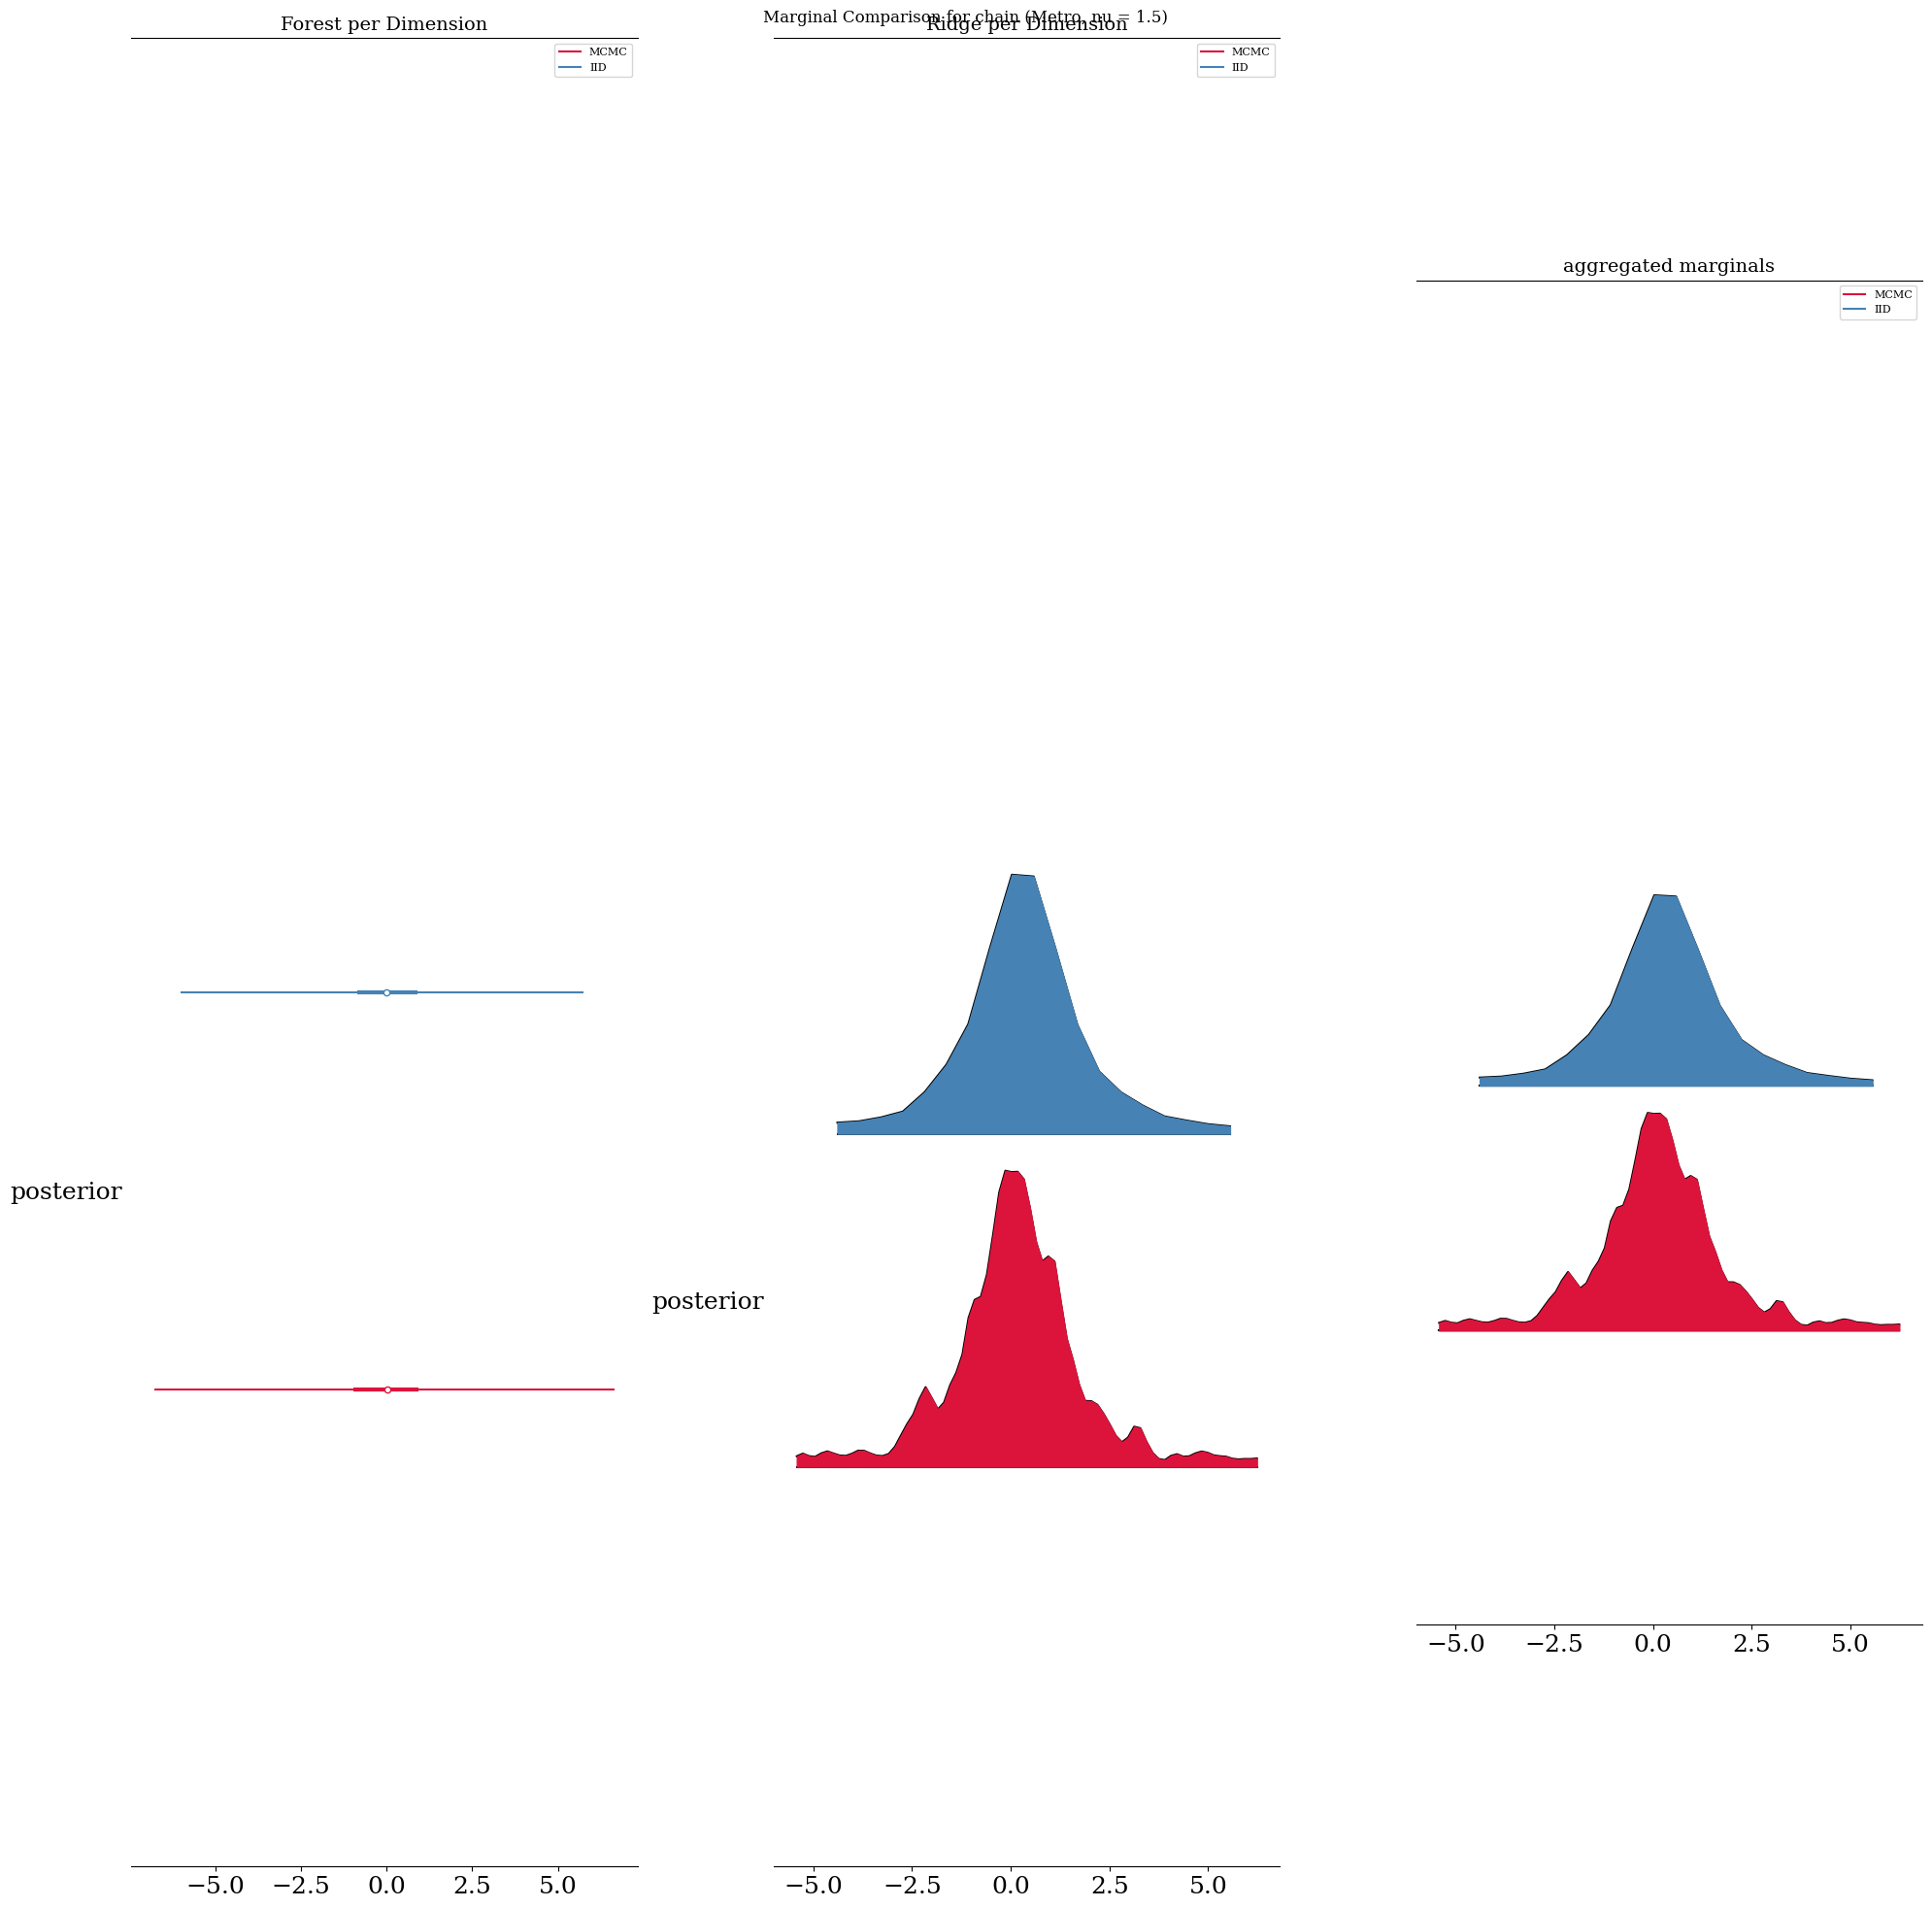 Marginal Comparison for chain (Metro, nu = 1.5)
Forest per Dimension
MCMC
IID
posterior
−5.0 −2.5 0.0 2.5 5.0
Ridge per Dimension
MCMC
IID
posterior
−5.0 −2.5 0.0 2.5 5.0
aggregated marginals
MCMC
IID
−5.0 −2.5 0.0 2.5 5.0